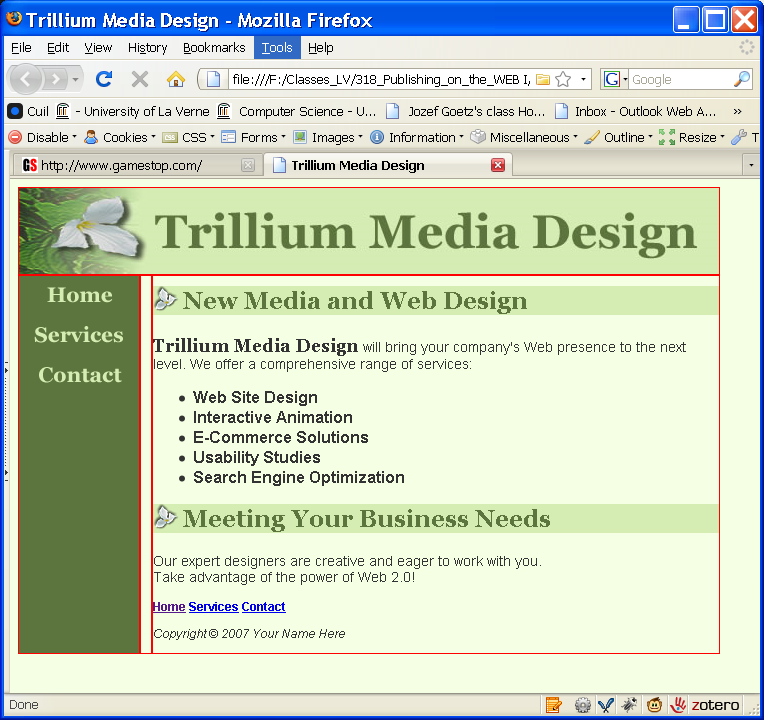 Trillium Media Design - Mozilla Firefox
File Edit View History Bookmarks Tools Help
file:///F:/Classes_LV/318_Publishing_on_the_WEB I, Google
Cuil - University of La Verne Computer Science - U... Jozef Goetz's class Ho... Inbox - Outlook Web A... »
Disable Cookies CSS Forms Images Information Miscellaneous Outline Resize T
GS http://www.gamestop.com/ Trillium Media Design
Trillium Media Design
Home
Services
Contact
New Media and Web Design
Trillium Media Design will bring your company's Web presence to the next
level. We offer a comprehensive range of services:
Web Site Design
Interactive Animation
E-Commerce Solutions
Usability Studies
Search Engine Optimization
Meeting Your Business Needs
Our expert designers are creative and eager to work with you.
Take advantage of the power of Web 2.0!
Home Services Contact
Copyright © 2007 Your Name Here
Done zotero